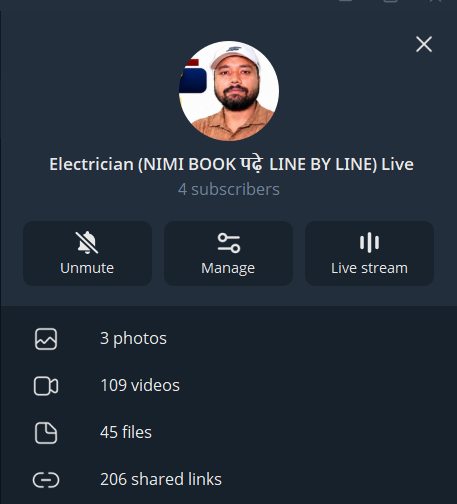 Electrician (NIMI BOOK पढ़े LINE BY LINE) Live
4 subscribers
Unmute
Manage
Live stream
3 photos
109 videos
45 files
206 shared links